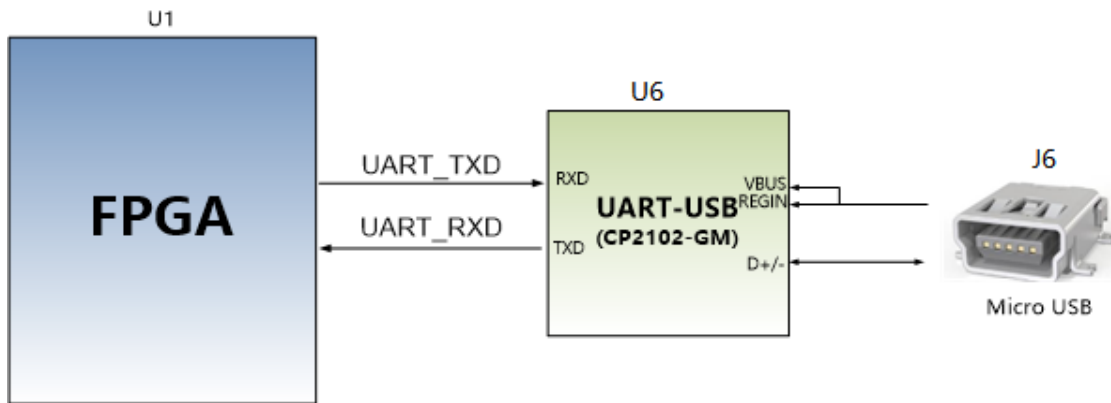 U1
FPGA
UART_TXD
UART_RXD
U6
RXD
TXD
UART-USB
(CP2102-GM)
VBUS
REGIN
D+/-
J6
Micro USB